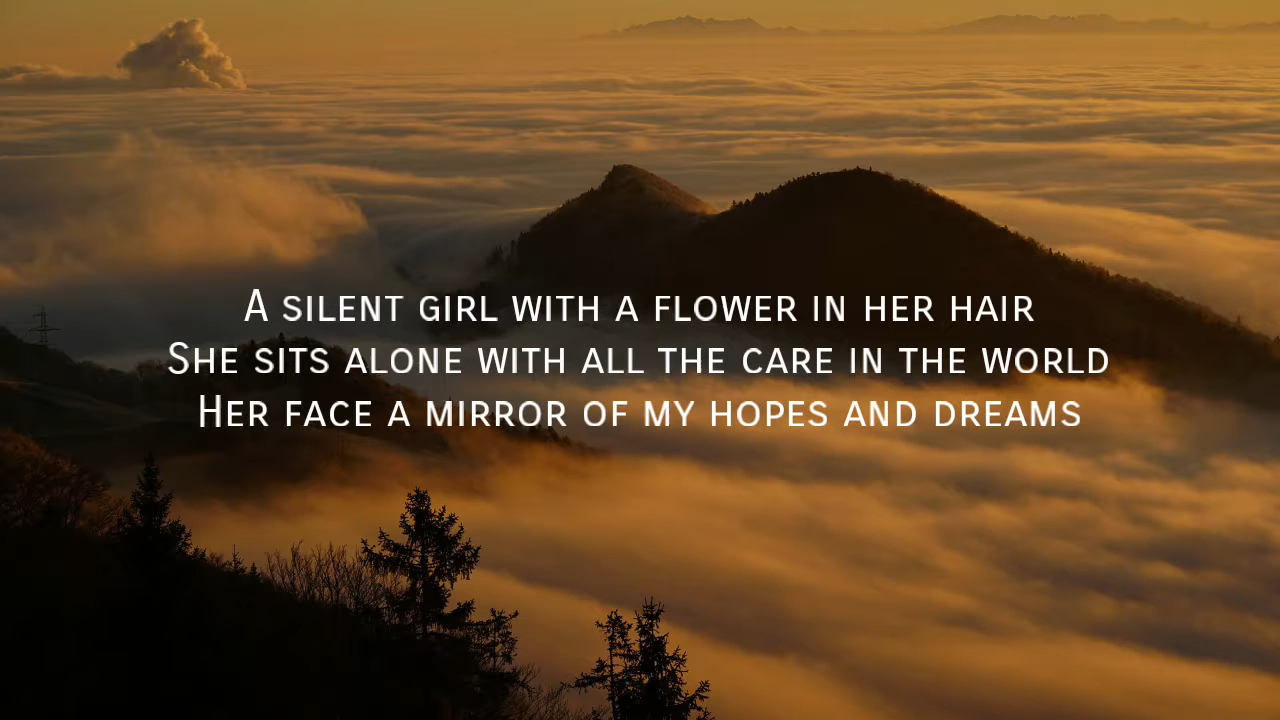 A silent girl with a flower in her hair
She sits alone with all the care in the world
Her face a mirror of my hopes and dreams